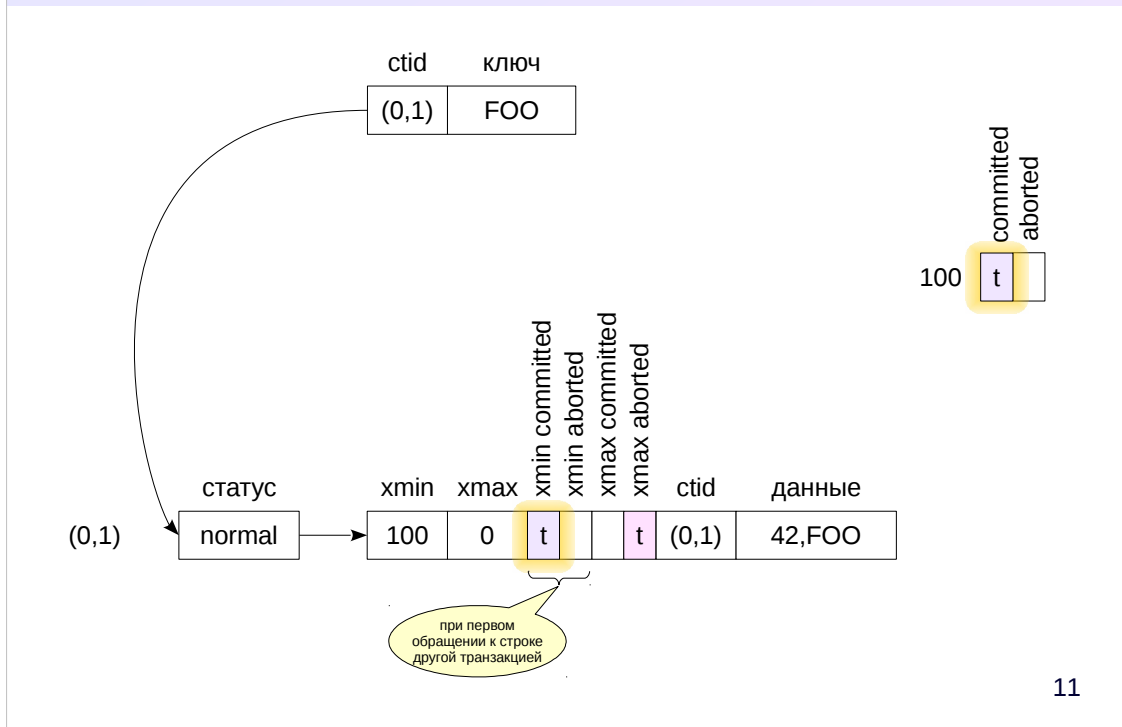 ctid ключ
(0,1) FOO
committed
aborted
100 t
xmin committed
xmin aborted
xmax committed
xmax aborted
статус xmin xmax ctid данные
(0,1) normal 100 0 t t (0,1) 42,FOO
при первом
обращении к строке
другой транзакцией
11